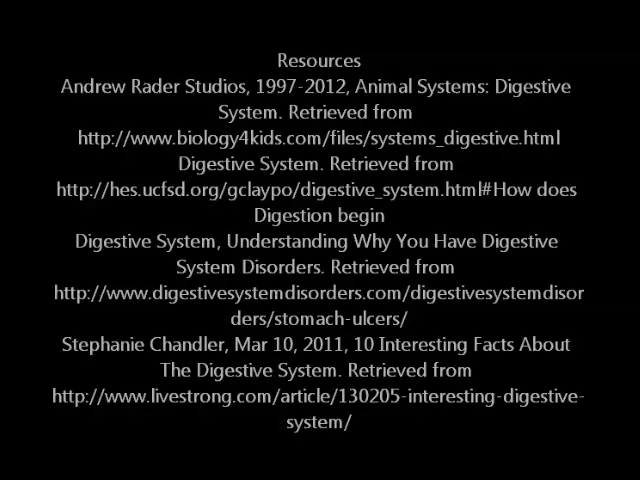 Resources
Andrew Rader Studios, 1997-2012, Animal Systems: Digestive
System. Retrieved from
http://www.biology4kids.com/files/systems_digestive.html
Digestive System. Retrieved from
http://hes.ucfsd.org/gclaypo/digestive_system.html#How does
Digestion begin
Digestive System, Understanding Why You Have Digestive
System Disorders. Retrieved from
http://www.digestivesystemdisorders.com/digestivesystemdisor
ders/stomach-ulcers/
Stephanie Chandler, Mar 10, 2011, 10 Interesting Facts About
The Digestive System. Retrieved from
http://www.livestrong.com/article/130205-interesting-digestive-
system/